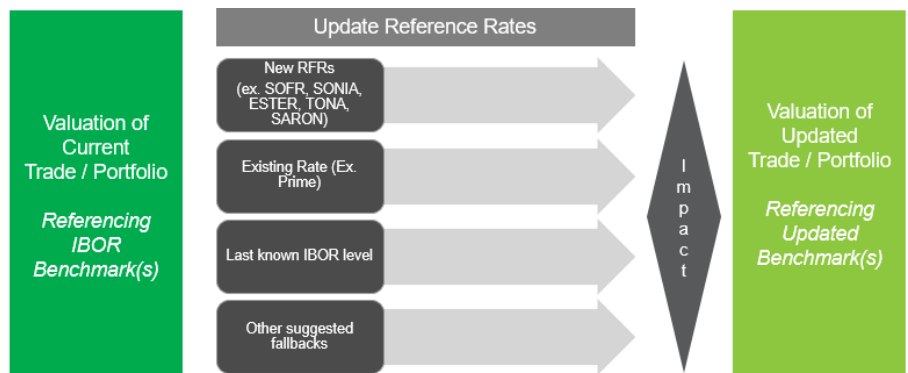 Valuation of
Current
Trade / Portfolio
Referencing
IBOR
Benchmark(s)
Update Reference Rates
New RFRs
(ex. SOFR, SONIA,
ESTER, TONA,
SARON)
Existing Rate (Ex.
Prime)
Last known IBOR level
Other suggested
fallbacks
I
m
p
a
c
t
Valuation of
Updated
Trade / Portfolio
Referencing
Updated
Benchmark(s)